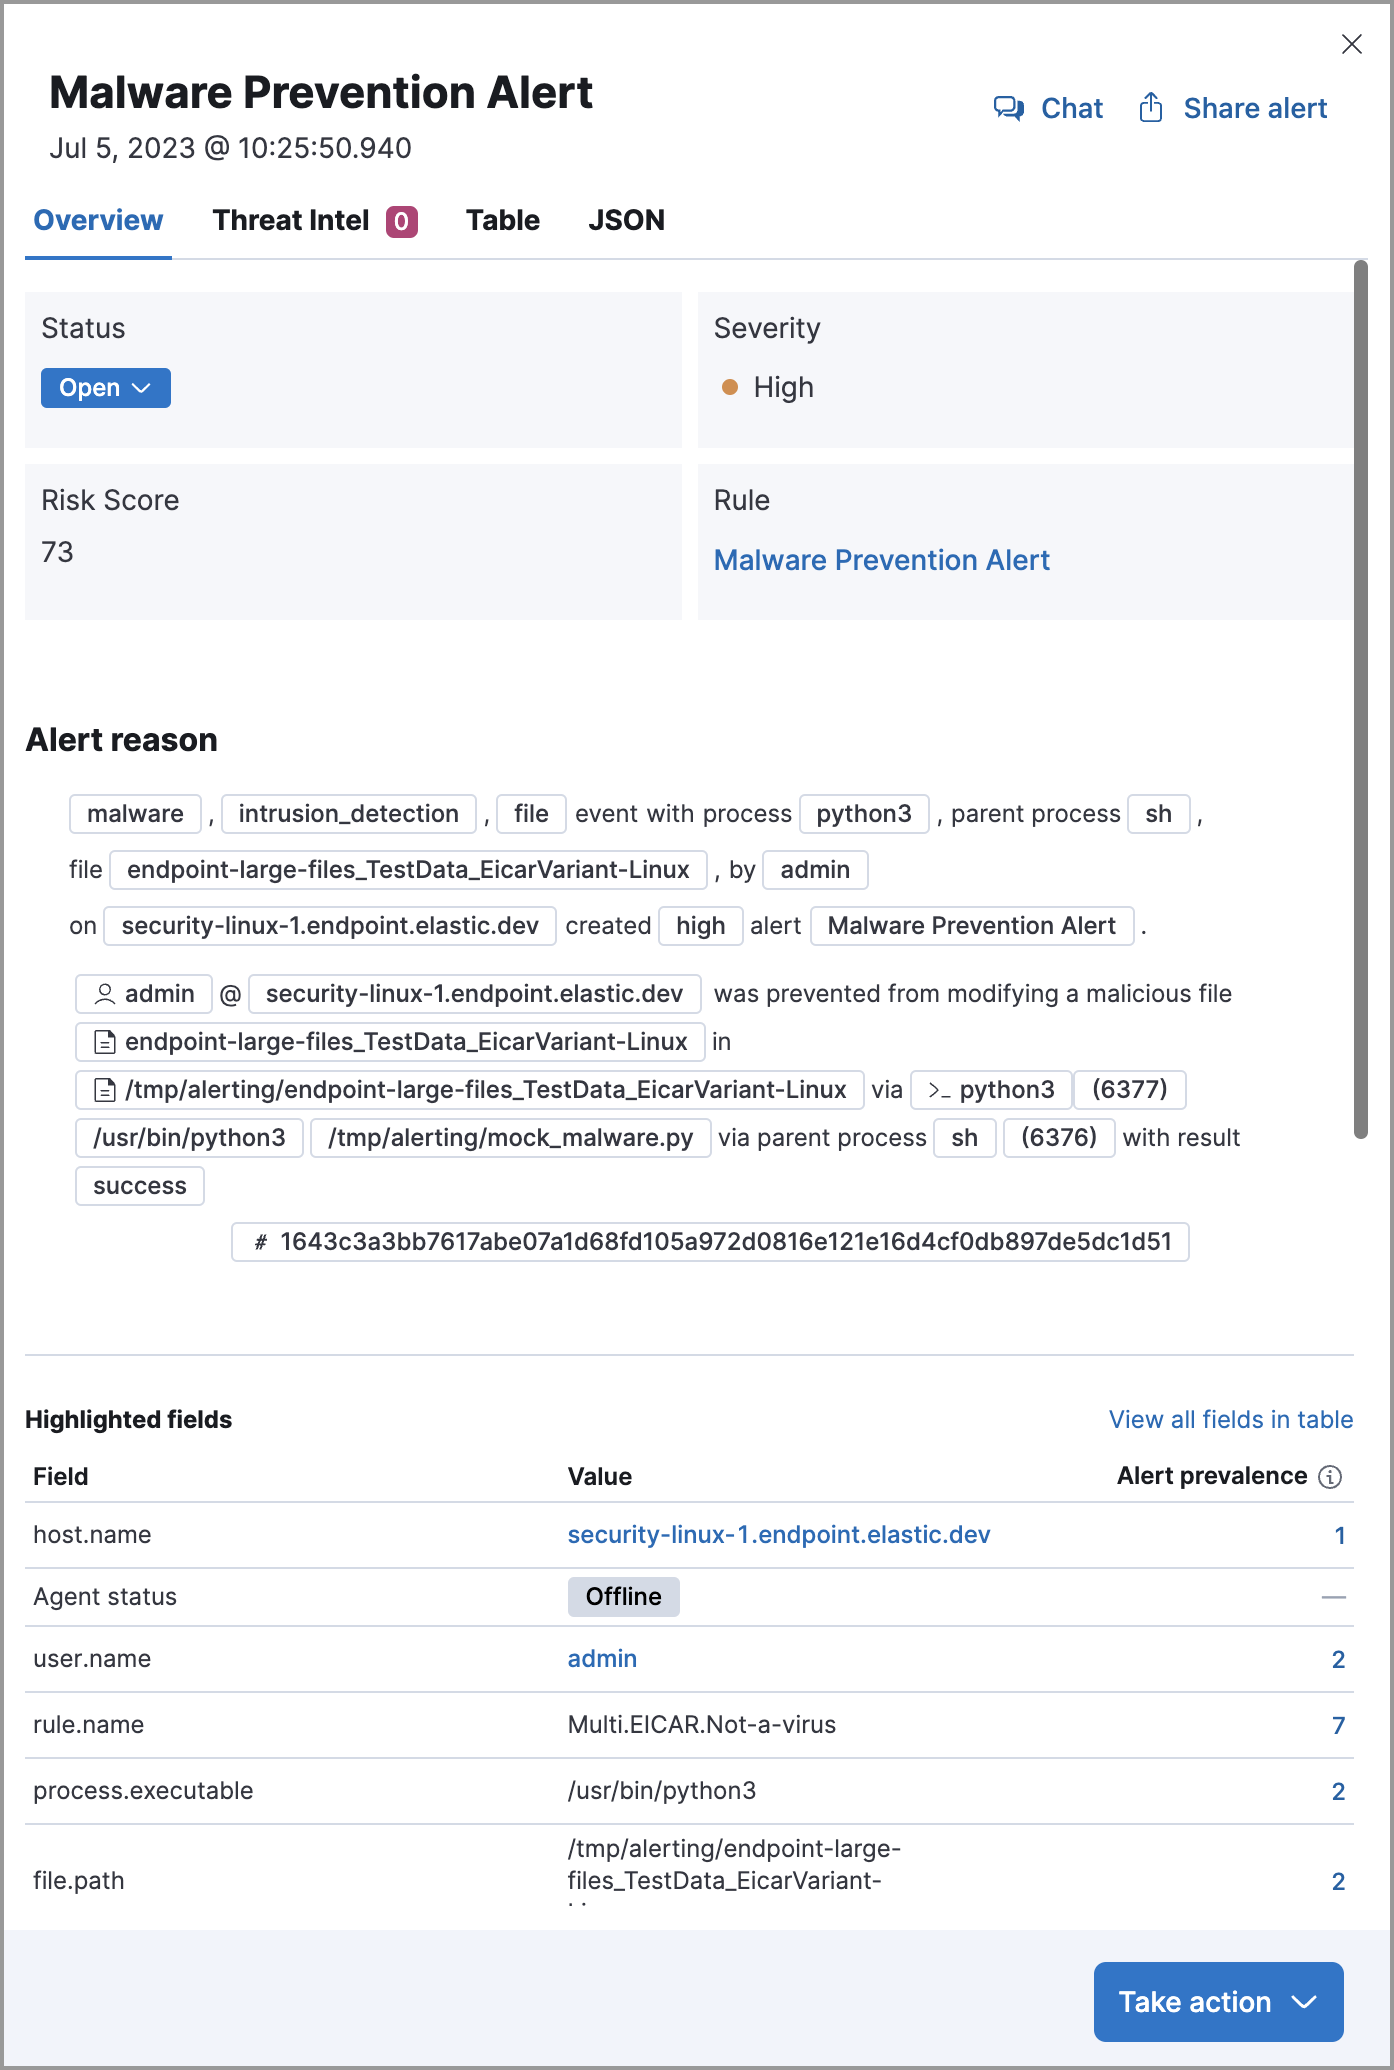 Malware Prevention Alert
Chat Share alert
Jul 5, 2023 @ 10:25:50.940
Overview Threat Intel 0 Table JSON
Status
Open
Severity
High
Risk Score
73
Rule
Malware Prevention Alert
Alert reason
malware , intrusion_detection , file event with process python3 , parent process sh ,
file endpoint-large-files_TestData_EicarVariant-Linux , by admin
on security-linux-1.endpoint.elastic.dev created high alert Malware Prevention Alert .
admin @ security-linux-1.endpoint.elastic.dev was prevented from modifying a malicious file
endpoint-large-files_TestData_EicarVariant-Linux in
/tmp/alerting/endpoint-large-files_TestData_EicarVariant-Linux via >_ python3 (6377)
/usr/bin/python3 /tmp/alerting/mock_malware.py via parent process sh (6376) with result
success
# 1643c3a3bb7617abe07a1d68fd105a972d0816e121e16d4cf0db897de5dc1d51
Highlighted fields View all fields in table
Field Value Alert prevalence
host.name security-linux-1.endpoint.elastic.dev 1
Agent status Offline —
user.name admin 2
rule.name Multi.EICAR.Not-a-virus 7
process.executable /usr/bin/python3 2
file.path /tmp/alerting/endpoint-large-
files_TestData_EicarVariant- 2
Take action